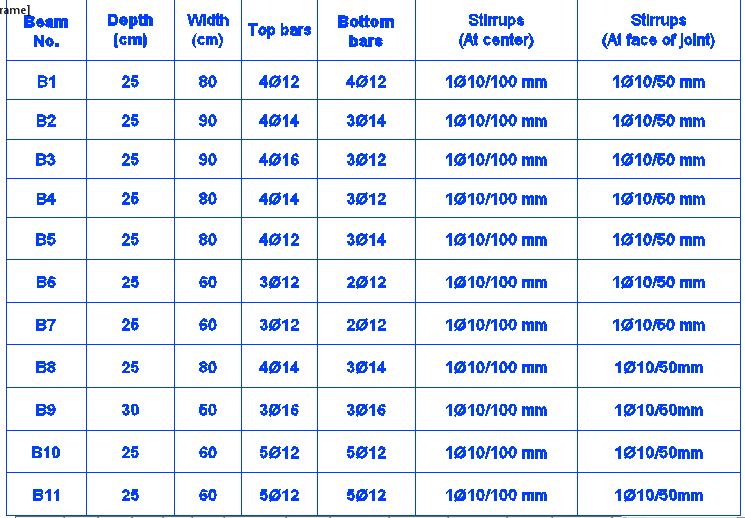 rame]
Beam No. Depth (cm) Width (cm) Top bars Bottom bars Stirrups (At center) Stirrups (At face of joint)
B1 25 80 4Ø12 4Ø12 1Ø10/100 mm 1Ø10/50 mm
B2 25 90 4Ø14 3Ø14 1Ø10/100 mm 1Ø10/50 mm
B3 25 90 4Ø16 3Ø12 1Ø10/100 mm 1Ø10/50 mm
B4 25 80 4Ø14 3Ø12 1Ø10/100 mm 1Ø10/50 mm
B5 25 80 4Ø12 3Ø14 1Ø10/100 mm 1Ø10/50 mm
B6 25 60 3Ø12 2Ø12 1Ø10/100 mm 1Ø10/50 mm
B7 25 60 3Ø12 2Ø12 1Ø10/100 mm 1Ø10/50 mm
B8 25 80 4Ø14 3Ø14 1Ø10/100 mm 1Ø10/50mm
B9 30 50 3Ø16 3Ø16 1Ø10/100 mm 1Ø10/50mm
B10 25 60 5Ø12 5Ø12 1Ø10/100 mm 1Ø10/50mm
B11 25 60 5Ø12 5Ø12 1Ø10/100 mm 1Ø10/50mm